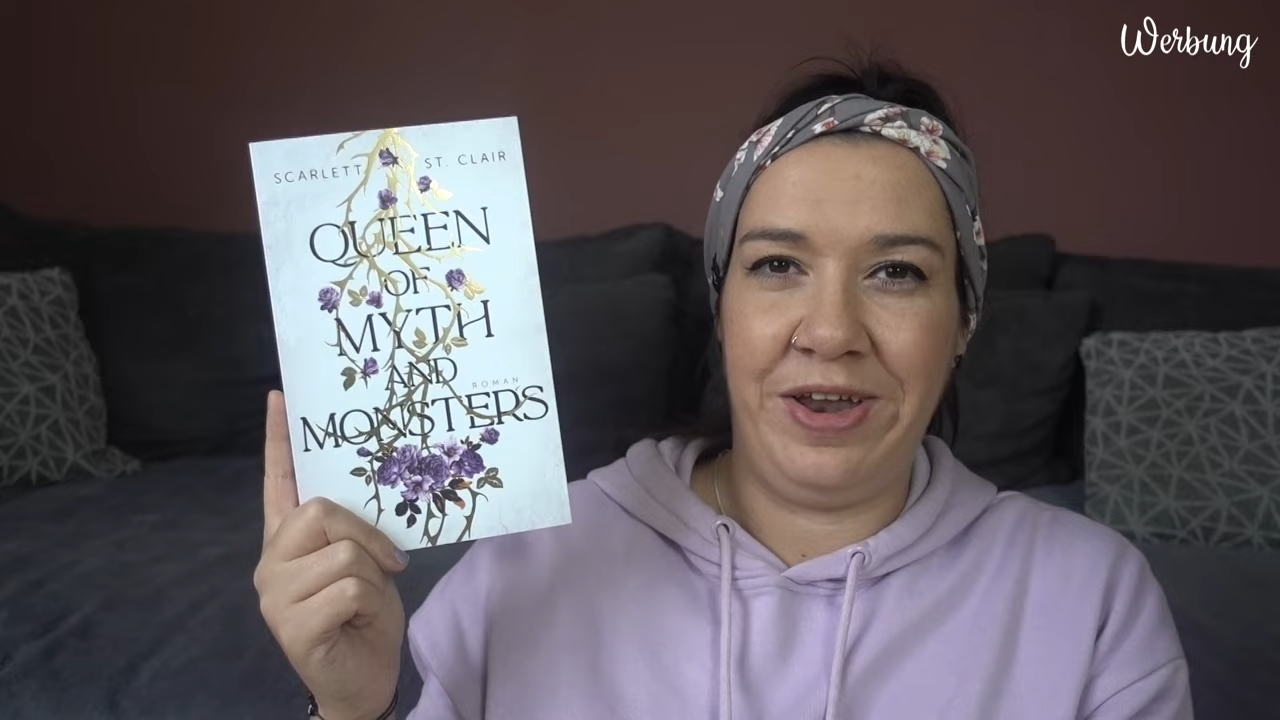 Werbung
SCARLETT ST. CLAIR
QUEEN
OF
MYTH
AND
ROMAN
MONSTERS